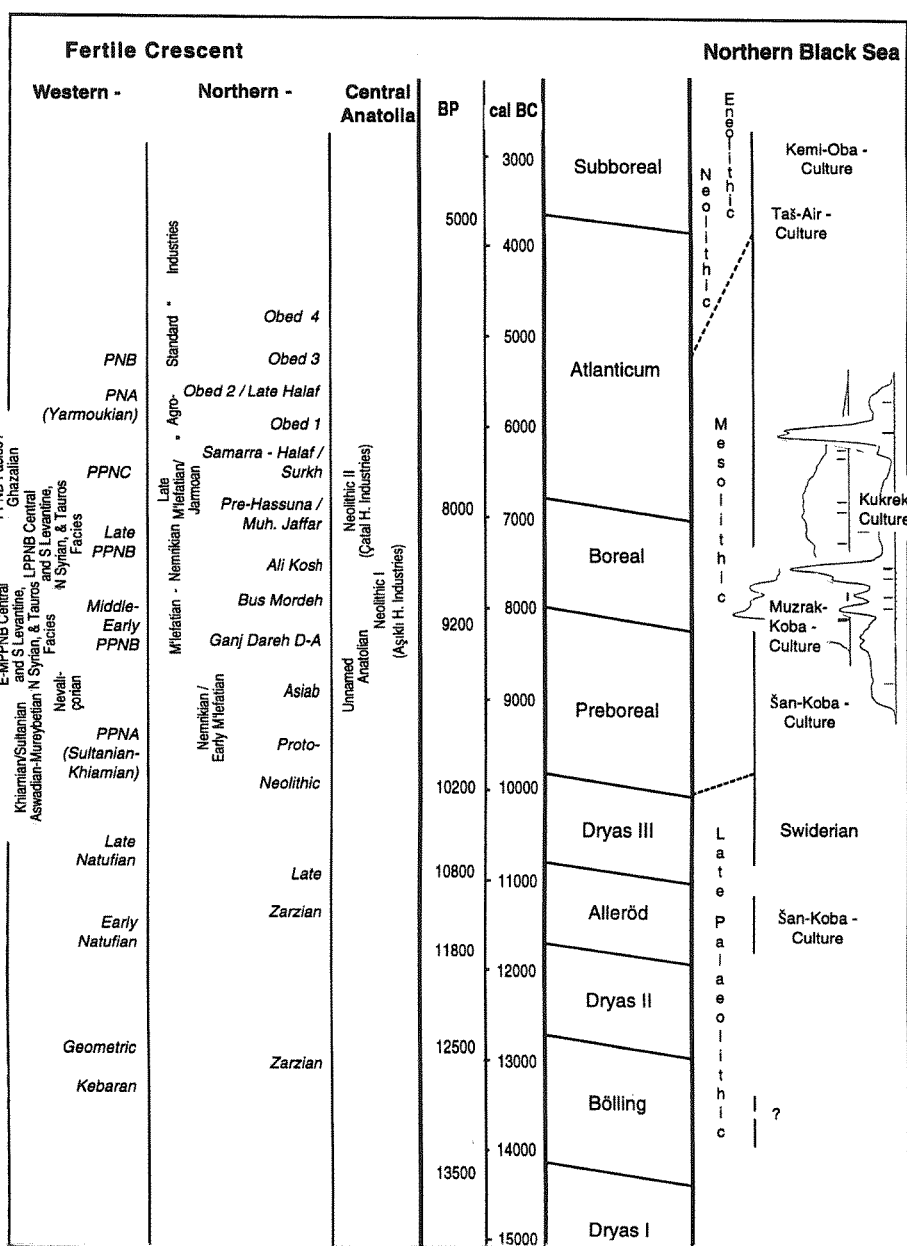 Fertile Crescent
Northern Black Sea
Western -
Northern -
Central
Anatolia
BP
cal BC
PNB
PNA
(Yarmoukian)
PPNC
Late
PPNB
Middle-
Early
PPNB
PPNA
(Sultanian-
Khiamian)
Late
Natufian
Early
Natufian
Geometric
Kebaran
Ghazalian
LPPNB Central
and S Levantine,
N Syrian, & Tauros
Facies
E-MPPNB Central
and S Levantine,
N Syrian, & Tauros
Facies
Nevali-
çorian
Khiamian/Sultanian
Aswadian-Mureybetian
" Agro- Standard " Industries
Late
M'lefatian/
Jarmoan
M'lefatian - Nemrikian
Nemrikian /
Early M'lefatian
Obed 4
Obed 3
Obed 2 / Late Halaf
Obed 1
Samarra - Halaf /
Surkh
Pre-Hassuna /
Muh. Jaffar
Ali Kosh
Bus Mordeh
Ganj Dareh D-A
Asiab
Proto-
Neolithic
Late
Zarzian
Zarzian
Neolithic II
(Çatal H. Industries)
Neolithic I
(Aşıklı H. Industries)
Unnamed
Anatolian
5000
8000
9200
10200
10800
11800
12500
13500
3000
4000
5000
6000
7000
8000
9000
10000
11000
12000
13000
14000
15000
Subboreal
Atlanticum
Boreal
Preboreal
Dryas III
Alleröd
Dryas II
Bölling
Dryas I
Eneolithic
Neolithic
Mesolithic
Late Palaeolithic
Kemi-Oba -
Culture
Taš-Air -
Culture
Kukrek
Culture
Muzrak-
Koba -
Culture
Šan-Koba -
Culture
Swiderian
Šan-Koba -
Culture
?